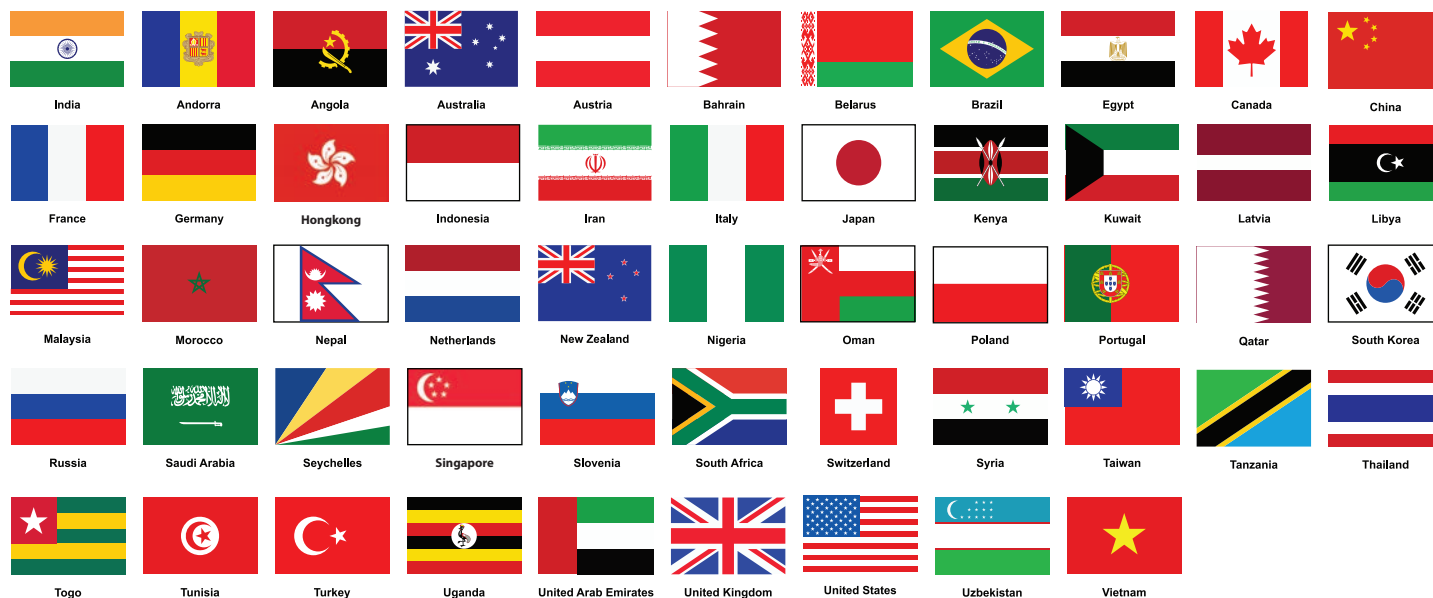 India Andorra Angola Australia Austria Bahrain Belarus Brazil Egypt Canada China
France Germany Hongkong Indonesia Iran Italy Japan Kenya Kuwait Latvia Libya
Malaysia Morocco Nepal Netherlands New Zealand Nigeria Oman Poland Portugal Qatar South Korea
Russia Saudi Arabia Seychelles Singapore Slovenia South Africa Switzerland Syria Taiwan Tanzania Thailand
Togo Tunisia Turkey Uganda United Arab Emirates United Kingdom United States Uzbekistan Vietnam